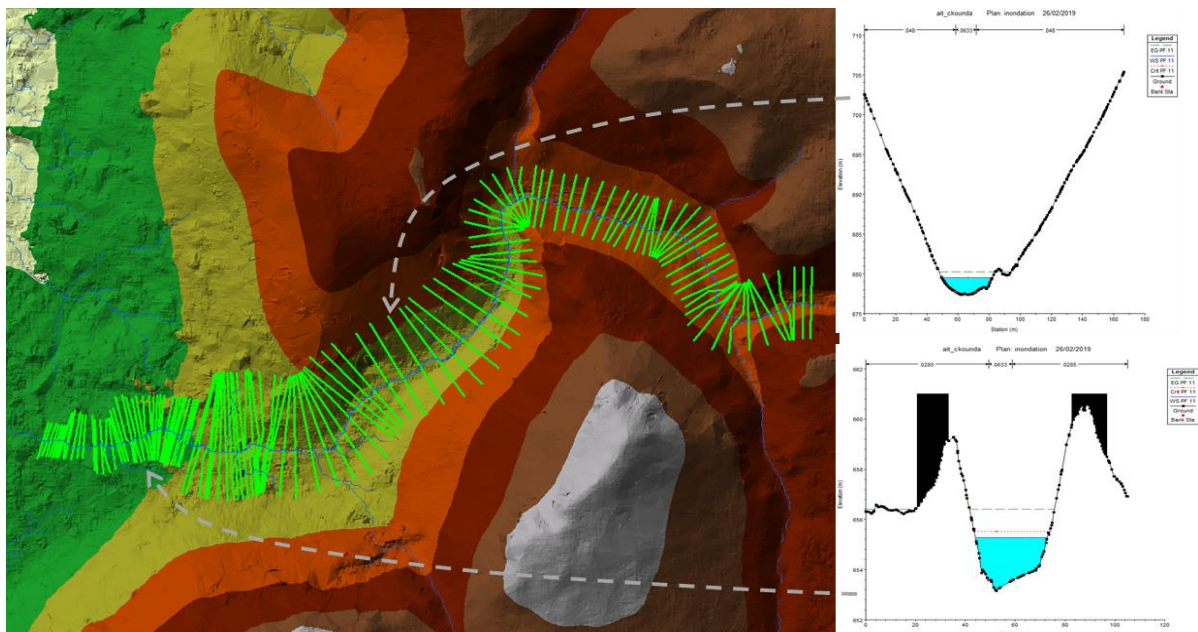 ait_ckounda Plan: inondation 26/02/2019
.048 .0633 .048
Legend
EG PF 11
WS PF 11
Crit PF 11
Ground
Bank Sta
Elevation (m)
710
705
700
695
690
685
680
675
0 20 40 60 80 100 120 140 160 180
Station (m)
ait_ckounda Plan: inondation 26/02/2019
.0285 .0633 .0285
Legend
EG PF 11
Crit PF 11
WS PF 11
Ground
Bank Sta
Elevation (m)
662
660
658
656
654
652
0 20 40 60 80 100 120